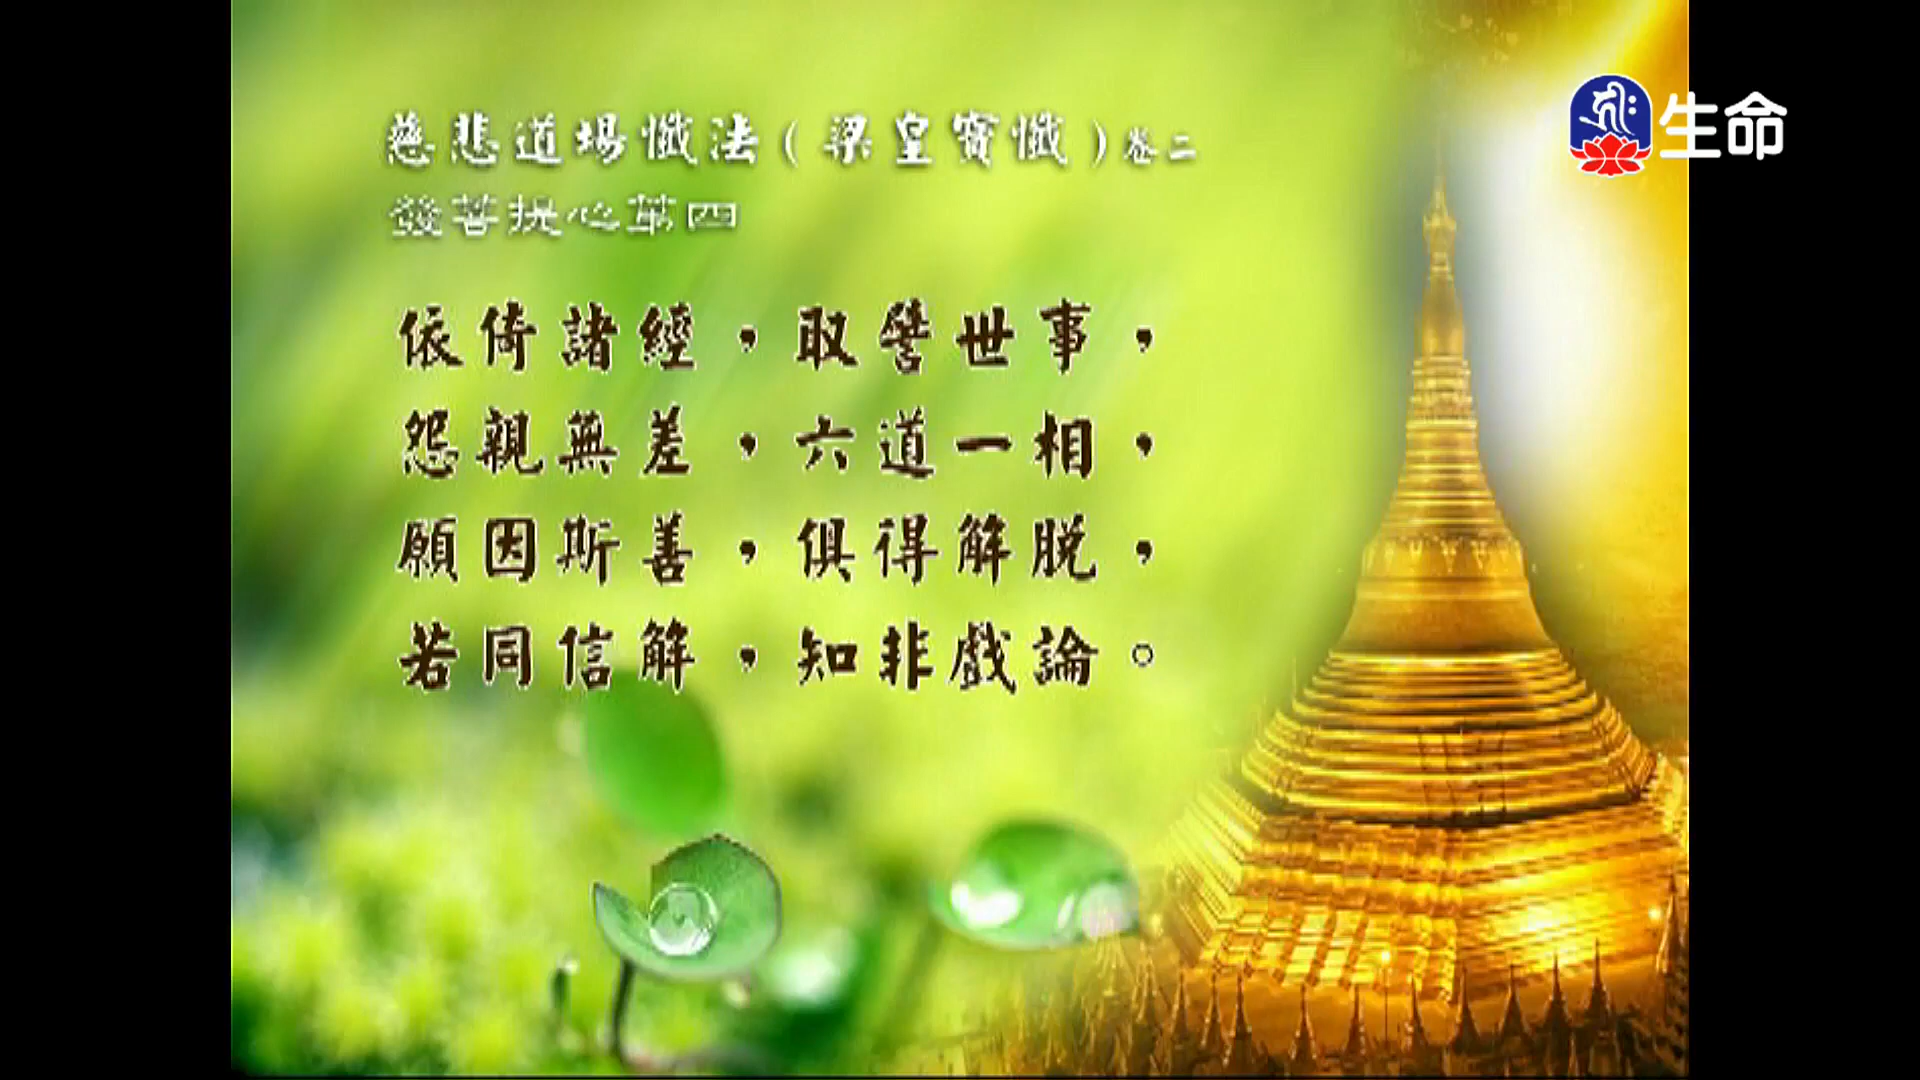 慈悲道場懺法(梁皇寶懺)卷二
發菩提心第四
生命
依倚諸經，取譬世事，
怨親無差，六道一相，
願因斯善，俱得解脱，
若同信解，知非戲論。